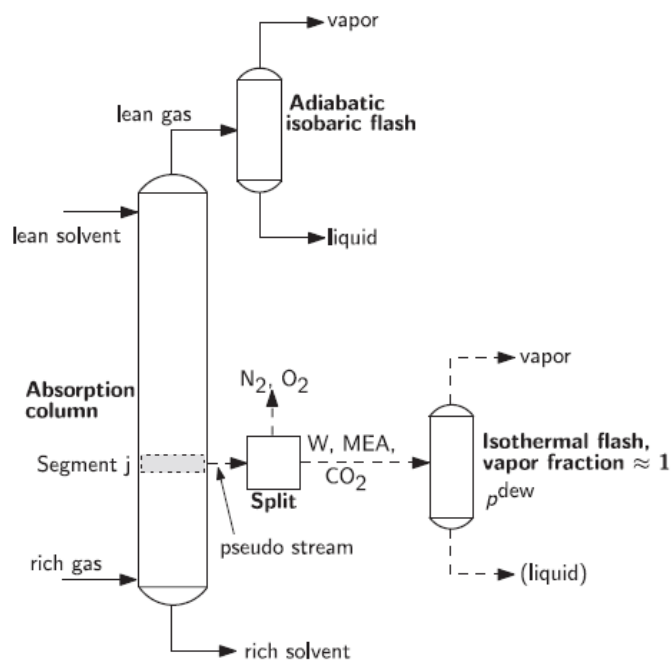 vapor
lean gas
Adiabatic
isobaric flash
lean solvent
liquid
N2, O2
vapor
Absorption
column
W, MEA,
CO2
Isothermal flash,
vapor fraction ≈ 1
p^dew
Segment j
Split
pseudo stream
rich gas
(liquid)
rich solvent